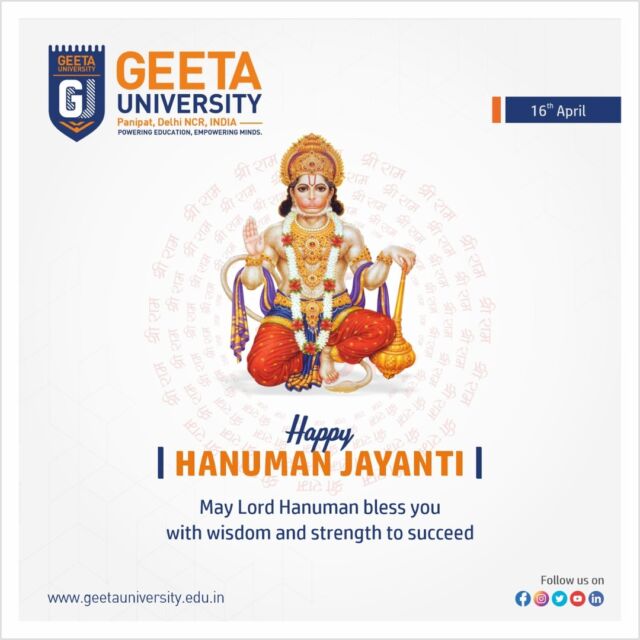 GEETA
UNIVERSITY
GU
GEETA
UNIVERSITY
Panipat, Delhi NCR, INDIA
POWERING EDUCATION, EMPOWERING MINDS.
16th April
श्री राम
Happy
HANUMAN JAYANTI
May Lord Hanuman bless you
with wisdom and strength to succeed
Follow us on
www.geetauniversity.edu.in